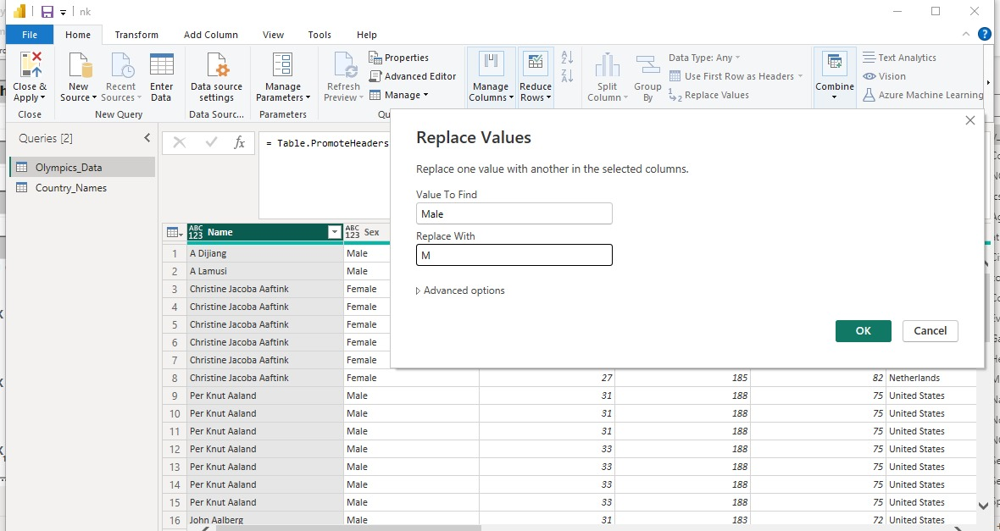 nk
File Home Transform Add Column View Tools Help
Close & Apply
New Source
Recent Sources
Enter Data
Data source settings
Manage Parameters
Refresh Preview
Properties
Advanced Editor
Manage
Manage Columns
Reduce Rows
Split Column
Group By
Data Type: Any
Use First Row as Headers
Replace Values
Combine
Text Analytics
Vision
Azure Machine Learning
Close New Query Data Sourc... Parameters
Queries [2]
Olympics_Data
Country_Names
fx
= Table.PromoteHeaders
Replace Values
Replace one value with another in the selected columns.
Value To Find
Male
Replace With
M
Advanced options
OK Cancel
ABC 123 Name ABC 123 Sex
1 A Dijiang Male
2 A Lamusi Male
3 Christine Jacoba Aaftink Female
4 Christine Jacoba Aaftink Female
5 Christine Jacoba Aaftink Female
6 Christine Jacoba Aaftink Female
7 Christine Jacoba Aaftink Female
8 Christine Jacoba Aaftink Female 27 185 82 Netherlands
9 Per Knut Aaland Male 31 188 75 United States
10 Per Knut Aaland Male 31 188 75 United States
11 Per Knut Aaland Male 31 188 75 United States
12 Per Knut Aaland Male 33 188 75 United States
13 Per Knut Aaland Male 33 188 75 United States
14 Per Knut Aaland Male 33 188 75 United States
15 Per Knut Aaland Male 33 188 75 United States
16 John Aalberg Male 31 183 72 United States